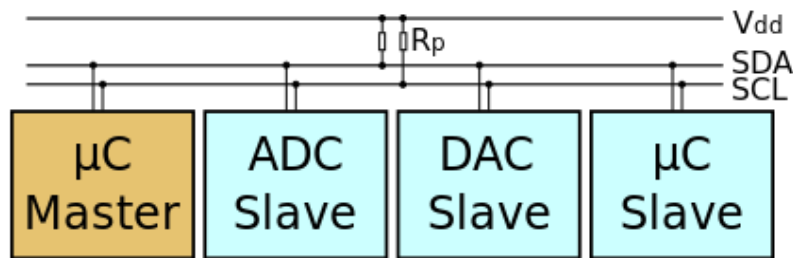 Vdd
Rp
SDA
SCL
µC
Master
ADC
Slave
DAC
Slave
µC
Slave